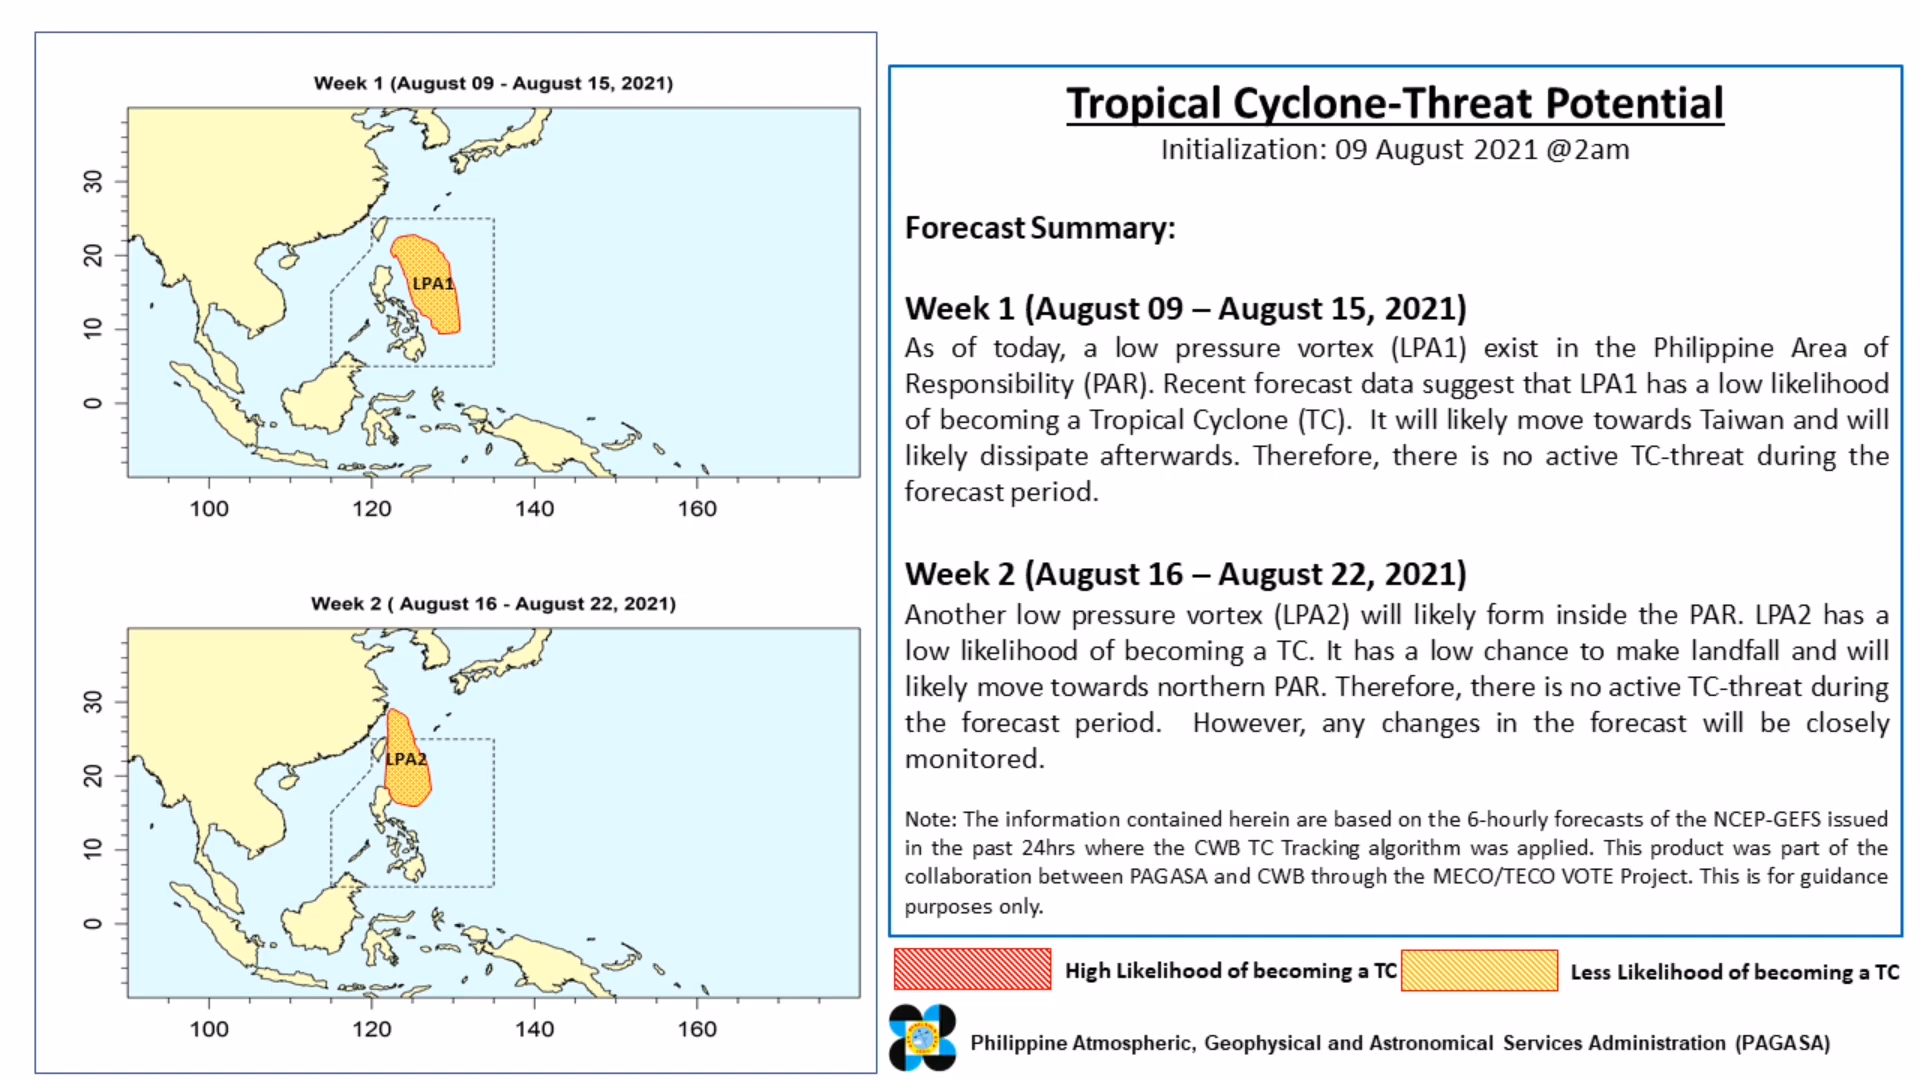 Week 1 (August 09 - August 15, 2021)
30
20
10
0
LPA1
100 120 140 160
Week 2 ( August 16 - August 22, 2021)
30
20
10
0
LPA2
100 120 140 160
Tropical Cyclone-Threat Potential
Initialization: 09 August 2021 @2am
Forecast Summary:
Week 1 (August 09 – August 15, 2021)
As of today, a low pressure vortex (LPA1) exist in the Philippine Area of
Responsibility (PAR). Recent forecast data suggest that LPA1 has a low likelihood
of becoming a Tropical Cyclone (TC). It will likely move towards Taiwan and will
likely dissipate afterwards. Therefore, there is no active TC-threat during the
forecast period.
Week 2 (August 16 – August 22, 2021)
Another low pressure vortex (LPA2) will likely form inside the PAR. LPA2 has a
low likelihood of becoming a TC. It has a low chance to make landfall and will
likely move towards northern PAR. Therefore, there is no active TC-threat during
the forecast period. However, any changes in the forecast will be closely
monitored.
Note: The information contained herein are based on the 6-hourly forecasts of the NCEP-GEFS issued
in the past 24hrs where the CWB TC Tracking algorithm was applied. This product was part of the
collaboration between PAGASA and CWB through the MECO/TECO VOTE Project. This is for guidance
purposes only.
High Likelihood of becoming a TC
Less Likelihood of becoming a TC
Philippine Atmospheric, Geophysical and Astronomical Services Administration (PAGASA)